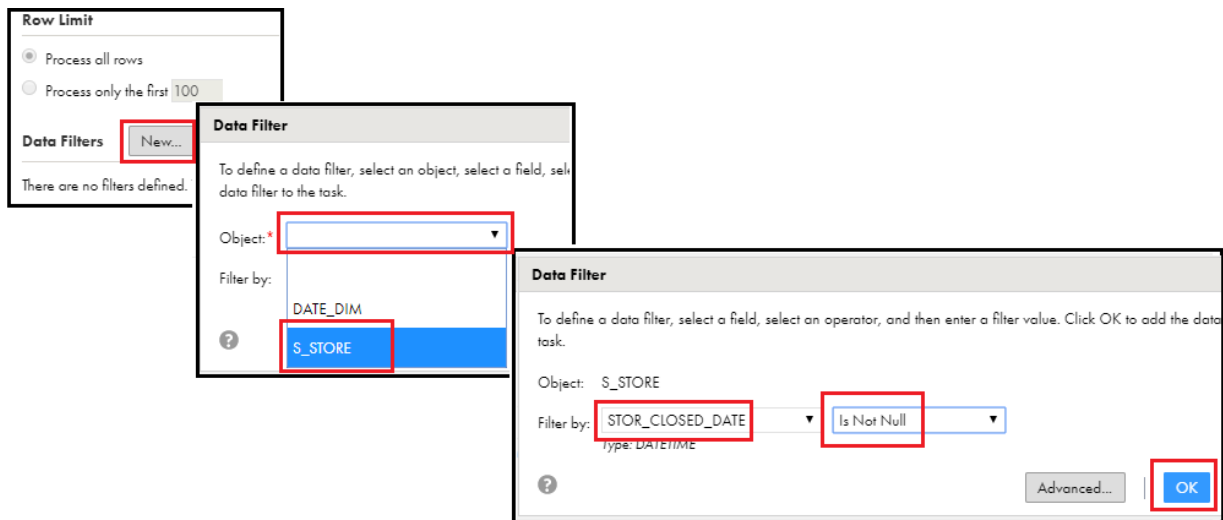 Row Limit
Process all rows
Process only the first 100
Data Filters New...
There are no filters defined.
Data Filter
To define a data filter, select an object, select a field,
data filter to the task.
Object:*
Filter by:
DATE_DIM
S_STORE
Data Filter
To define a data filter, select a field, select an operator, and then enter a filter value. Click OK to add the data
task.
Object: S_STORE
Filter by: STOR_CLOSED_DATE Is Not Null
Type: DATETIME
Advanced... OK